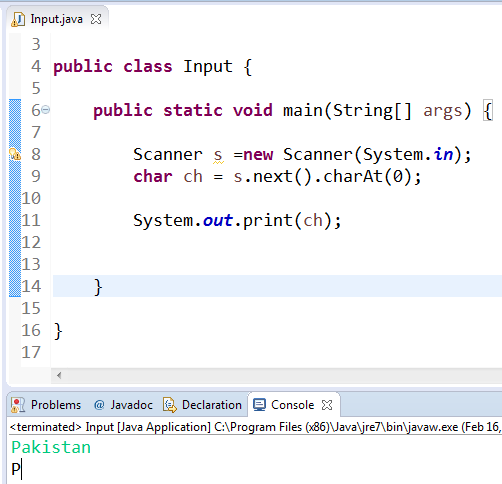 Input.java
3
4 public class Input {
5
6 public static void main(String[] args) {
7
8 Scanner s =new Scanner(System.in);
9 char ch = s.next().charAt(0);
10
11 System.out.print(ch);
12
13
14 }
15
16 }
17
Problems @ Javadoc Declaration Console
<terminated> Input [Java Application] C:\Program Files (x86)\Java\jre7\bin\javaw.exe (Feb 16,
Pakistan
P